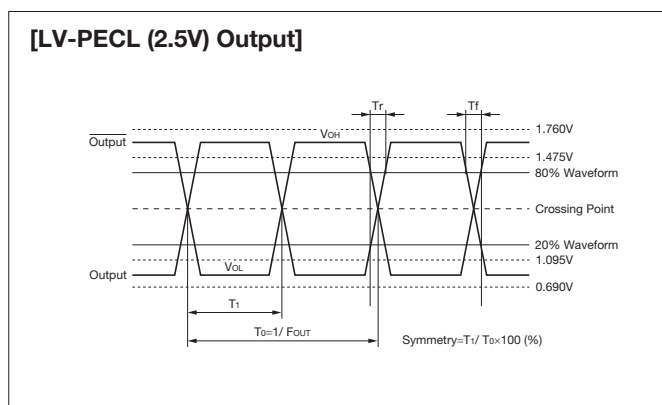 [LV-PECL (2.5V) Output]
Tr
Tf
1.760V
VOH
Output
1.475V
80% Waveform
Crossing Point
20% Waveform
1.095V
VOL
Output
0.690V
T1
T0=1/ FOUT
Symmetry=T1/ T0×100 (%)